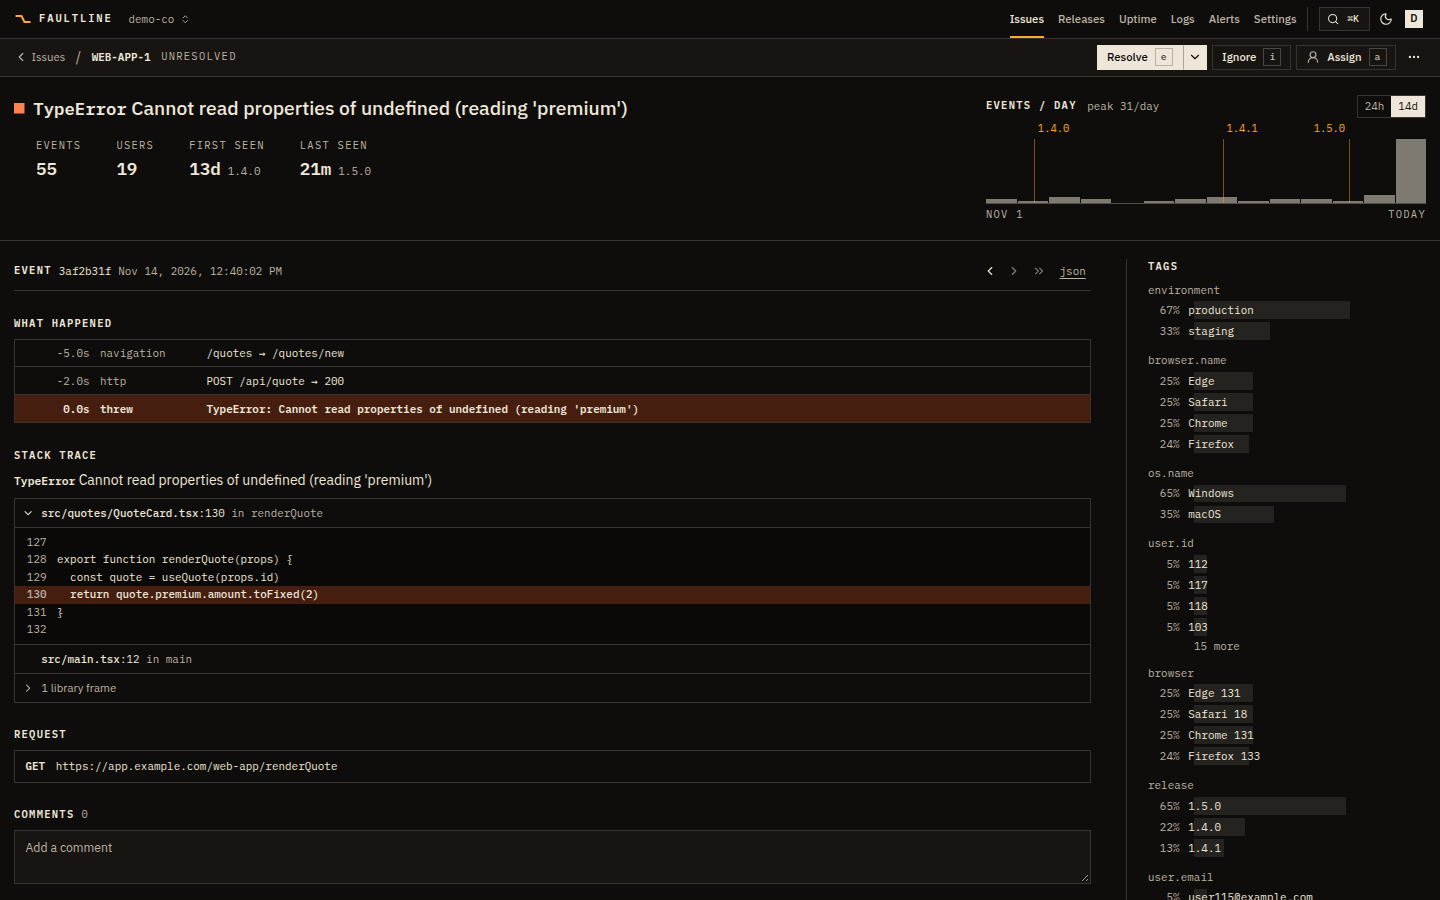 FAULTLINE demo-co Issues Releases Uptime Logs Alerts Settings ⌘K D
Issues / WEB-APP-1 UNRESOLVED Resolve e Ignore i Assign a ···
TypeError Cannot read properties of undefined (reading 'premium')
EVENTS USERS FIRST SEEN LAST SEEN
55 19 13d 1.4.0 21m 1.5.0
EVENTS / DAY peak 31/day 24h 14d
1.4.0 1.4.1 1.5.0
NOV 1 TODAY
EVENT 3af2b31f Nov 14, 2026, 12:40:02 PM json
WHAT HAPPENED
-5.0s navigation /quotes → /quotes/new
-2.0s http POST /api/quote → 200
0.0s threw TypeError: Cannot read properties of undefined (reading 'premium')
STACK TRACE
TypeError Cannot read properties of undefined (reading 'premium')
src/quotes/QuoteCard.tsx:130 in renderQuote
127
128 export function renderQuote(props) {
129 const quote = useQuote(props.id)
130 return quote.premium.amount.toFixed(2)
131 }
132
src/main.tsx:12 in main
1 library frame
REQUEST
GET https://app.example.com/web-app/renderQuote
COMMENTS 0
Add a comment
TAGS
environment
67% production
33% staging
browser.name
25% Edge
25% Safari
25% Chrome
24% Firefox
os.name
65% Windows
35% macOS
user.id
5% 112
5% 117
5% 118
5% 103
15 more
browser
25% Edge 131
25% Safari 18
25% Chrome 131
24% Firefox 133
release
65% 1.5.0
22% 1.4.0
13% 1.4.1
user.email
5% user115@example.com